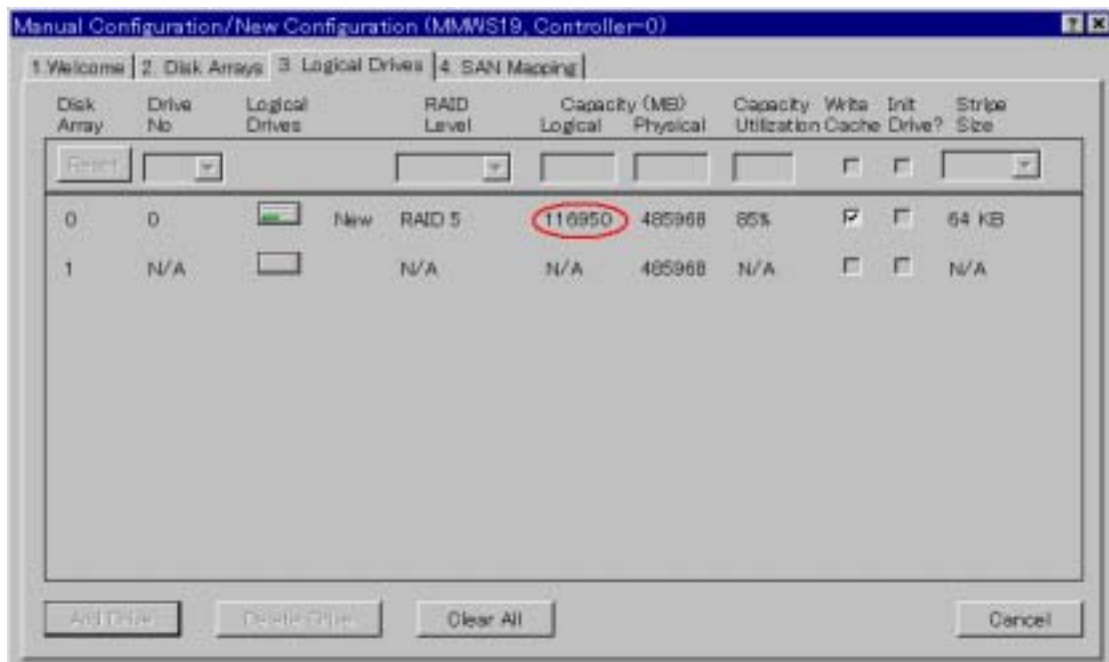 Manual Configuration/New Configuration (MMWS19, Controller-0)
1 Welcome 2. Disk Arrays 3 Logical Drives 4. SAN Mapping
Disk Array Drive No Logical Drives RAID Level Capacity (MB) Logical Physical Capacity Utilization Write Cache Init Drive? Stripe Size
Reset
0 0 New RAID 5 116950 485968 85% 64 KB
1 N/A N/A N/A 485968 N/A N/A
Add Drive Delete Drive Clear All Cancel